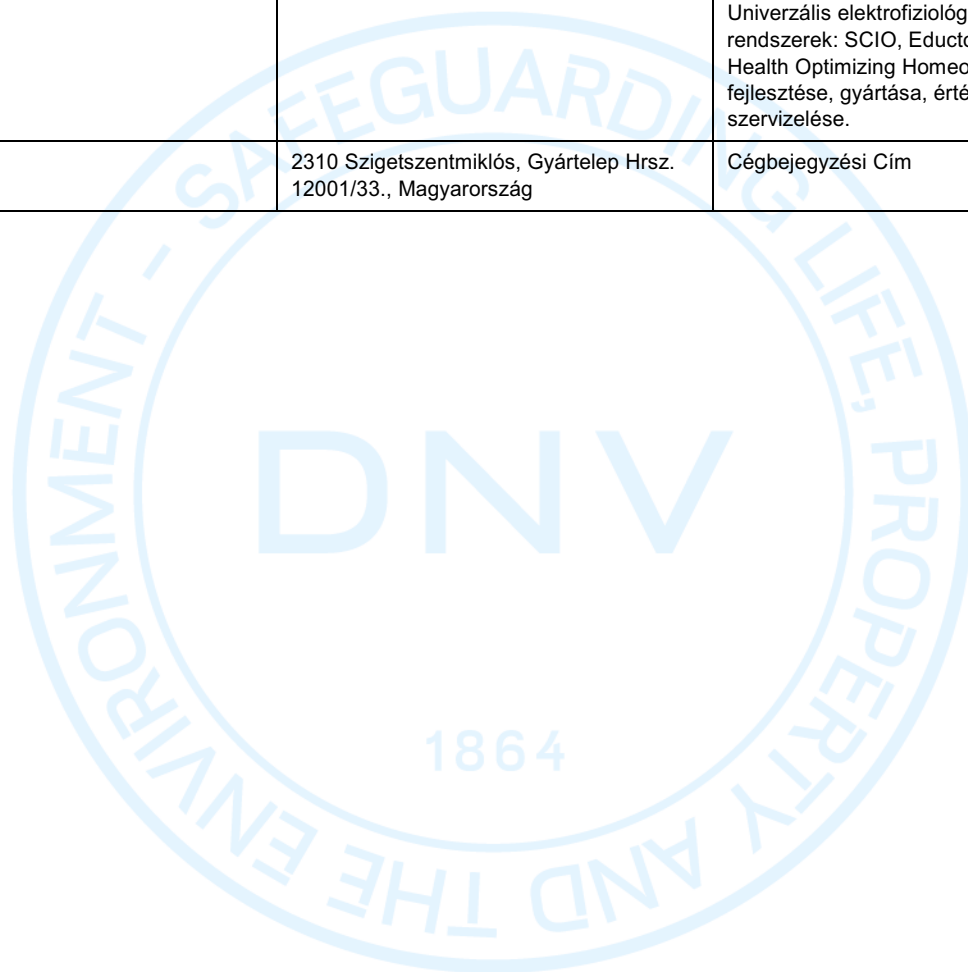 Univerzális elektrofiziológ
rendszerek: SCIO, Educto
Health Optimizing Homeo
fejlesztése, gyártása, érté
szervizelése.
2310 Szigetszentmiklós, Gyártelep Hrsz.
12001/33., Magyarország
Cégbejegyzési Cím
SAFEGUARDING LIFE, PROPERTY AND THE ENVIRONMENT -
DNV
1864